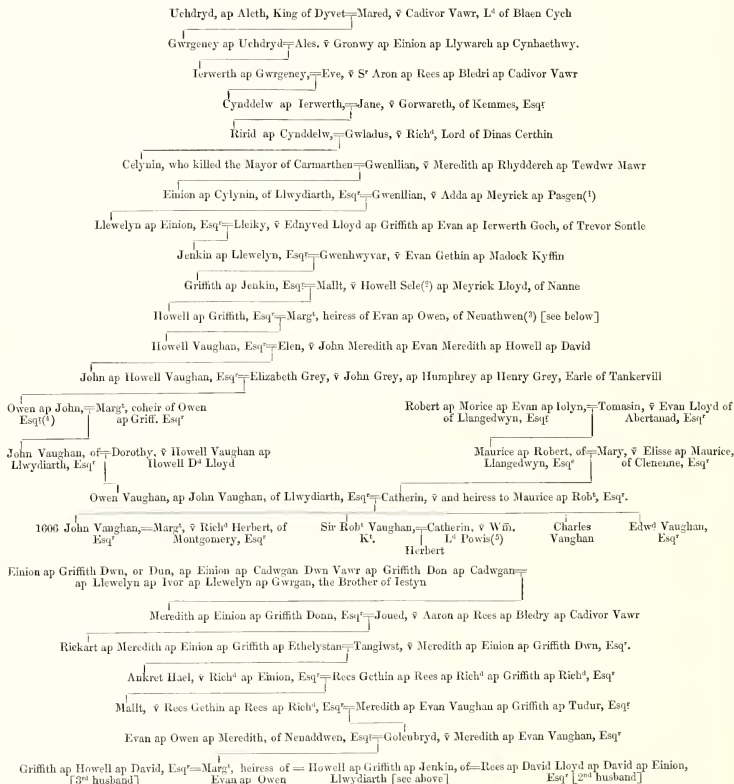 Uchdryd, ap Aleth, King of Dyvet=Mared, ṽ Cadivor Vawr, Lᵈ of Blaen Cych
Gwrgeney ap Uchdryd=Ales, ṽ Gronwy ap Einion ap Llywarch ap Cynhaethwy.
Ierwerth ap Gwrgeney,=Eve, ṽ Sʳ Aron ap Rees ap Bledri ap Cadivor Vawr
Cynddelw ap Ierwerth,=Jane, ṽ Gorwareth, of Kemmes, Esqʳ
Ririd ap Cynddelw,=Gwladus, ṽ Richᵈ, Lord of Dinas Certhin
Celynin, who killed the Mayor of Carmarthen=Gwenllian, ṽ Meredith ap Rhydderch ap Tewdwr Mawr
Einion ap Cylynin, of Llwydiarth, Esqʳ=Gwenllian, ṽ Adda ap Meyrick ap Pasgen(¹)
Llewelyn ap Einion, Esqʳ=Lleiky, ṽ Ednyved Lloyd ap Griffith ap Evan ap Ierwerth Goch, of Trevor Sontle
Jenkin ap Llewelyn, Esqʳ=Gwenhwyvar, ṽ Evan Gethin ap Madock Kyffin
Griffith ap Jenkin, Esqʳ=Mallt, ṽ Howell Sele(²) ap Meyrick Lloyd, of Nanne
Howell ap Griffith, Esqʳ=Margᵗ, heiress of Evan ap Owen, of Neuathwen(³) [see below]
Howell Vaughan, Esqʳ=Elen, ṽ John Meredith ap Evan Meredith ap Howell ap David
John ap Howell Vaughan, Esqʳ=Elizabeth Grey, ṽ John Grey, ap Humphrey ap Henry Grey, Earle of Tankervill
Owen ap John,=Margᵗ, coheir of Owen Robert ap Morice ap Evan ap Iolyn,=Tomasin, ṽ Evan Lloyd of
Esqʳ(⁴) ap Griff. Esqʳ of Llangedwyn, Esqʳ Abertanad, Esqʳ
John Vaughan, of=Dorothy, ṽ Howell Vaughan ap Maurice ap Robert, of=Mary, ṽ Elisse ap Maurice,
Llwydiarth, Esqʳ Howell Dᵈ Lloyd Llangedwyn, Esqʳ of Clenenne, Esqʳ
Owen Vaughan, ap John Vaughan, of Llwydiarth, Esqʳ=Catherin, ṽ and heiress to Maurice ap Robᵗ, Esqʳ.
1606 John Vaughan,=Margᵗ, ṽ Richᵈ Herbert, of Sir Robᵗ Vaughan,=Catherin, ṽ Wm̃. Charles Edwᵈ Vaughan,
Esqʳ Montgomery, Esqʳ Kᵗ. Lᵈ Powis(⁵) Vaughan Esqʳ
Herbert
Einion ap Griffith Dwn, or Dun, ap Einion ap Cadwgan Dwn Vawr ap Griffith Don ap Cadwgan=
ap Llewelyn ap Ivor ap Llewelyn ap Gwrgan, the Brother of Iestyn
Meredith ap Einion ap Griffith Donn, Esqʳ=Joued, ṽ Aaron ap Rees ap Bledry ap Cadivor Vawr
Rickart ap Meredith ap Einion ap Griffith ap Ethelystan=Tanglwst, ṽ Meredith ap Einion ap Griffith Dwn, Esqʳ.
Ankret Hael, ṽ Richᵈ ap Einion, Esqʳ=Rees Gethin ap Rees ap Richᵈ ap Griffith ap Richᵈ, Esqʳ
Mallt, ṽ Rees Gethin ap Rees ap Richᵈ, Esqʳ=Meredith ap Evan Vaughan ap Griffith ap Tudur, Esqʳ
Evan ap Owen ap Meredith, of Nenaddwen, Esqʳ=Golenbryd, ṽ Meredith ap Evan Vaughan, Esqʳ
Griffith ap Howell ap David, Esqʳ=Margᵗ, heiress of = Howell ap Griffith ap Jenkin, of=Rees ap David Lloyd ap David ap Einion,
[3ʳᵈ husband] Evan ap Owen Llwydiarth [see above] Esqʳ [2ⁿᵈ husband]